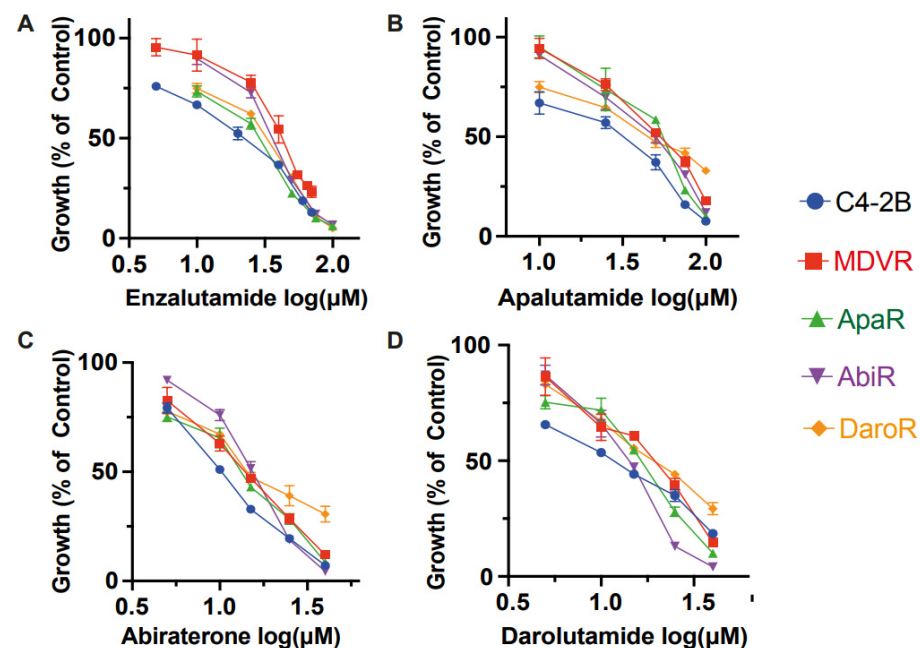 A
Growth (% of Control)
100
50
0
0.5 1.0 1.5 2.0
Enzalutamide log(µM)
B
Growth (% of Control)
100
50
0
1.0 1.5 2.0
Apalutamide log(µM)
C4-2B
MDVR
ApaR
AbiR
DaroR
C
Growth (% of Control)
100
50
0
0.5 1.0 1.5
Abiraterone log(µM)
D
Growth (% of Control)
100
50
0
0.5 1.0 1.5
Darolutamide log(µM)